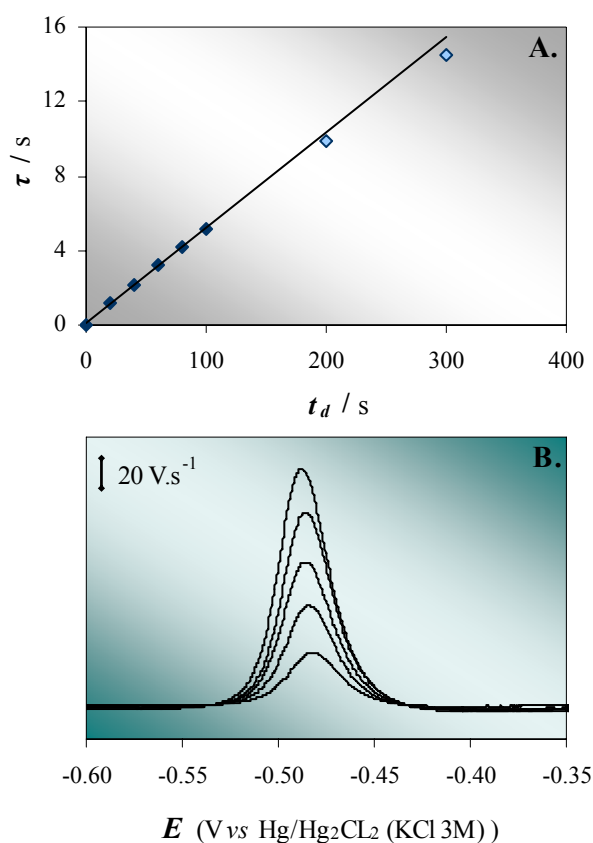 16
A.
12
8
4
0
τ / s
0 100 200 300 400
t_d / s
B.
20 V.s⁻¹
-0.60 -0.55 -0.50 -0.45 -0.40 -0.35
E (V vs Hg/Hg₂CL₂ (KCl 3M) )